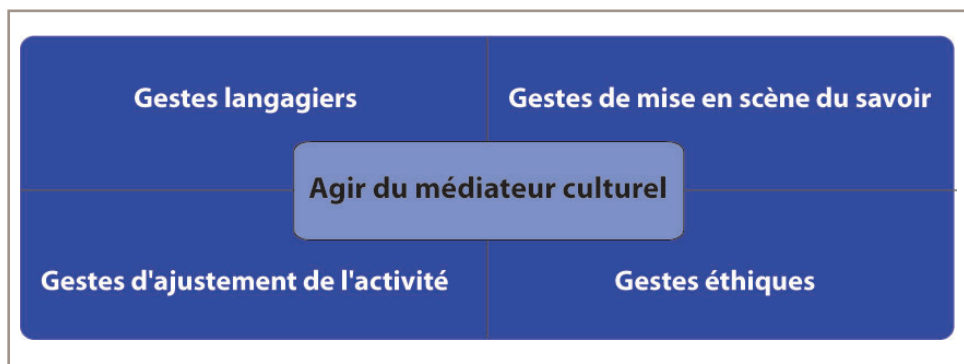 Gestes langagiers
Gestes de mise en scène du savoir
Agir du médiateur culturel
Gestes d'ajustement de l'activité
Gestes éthiques